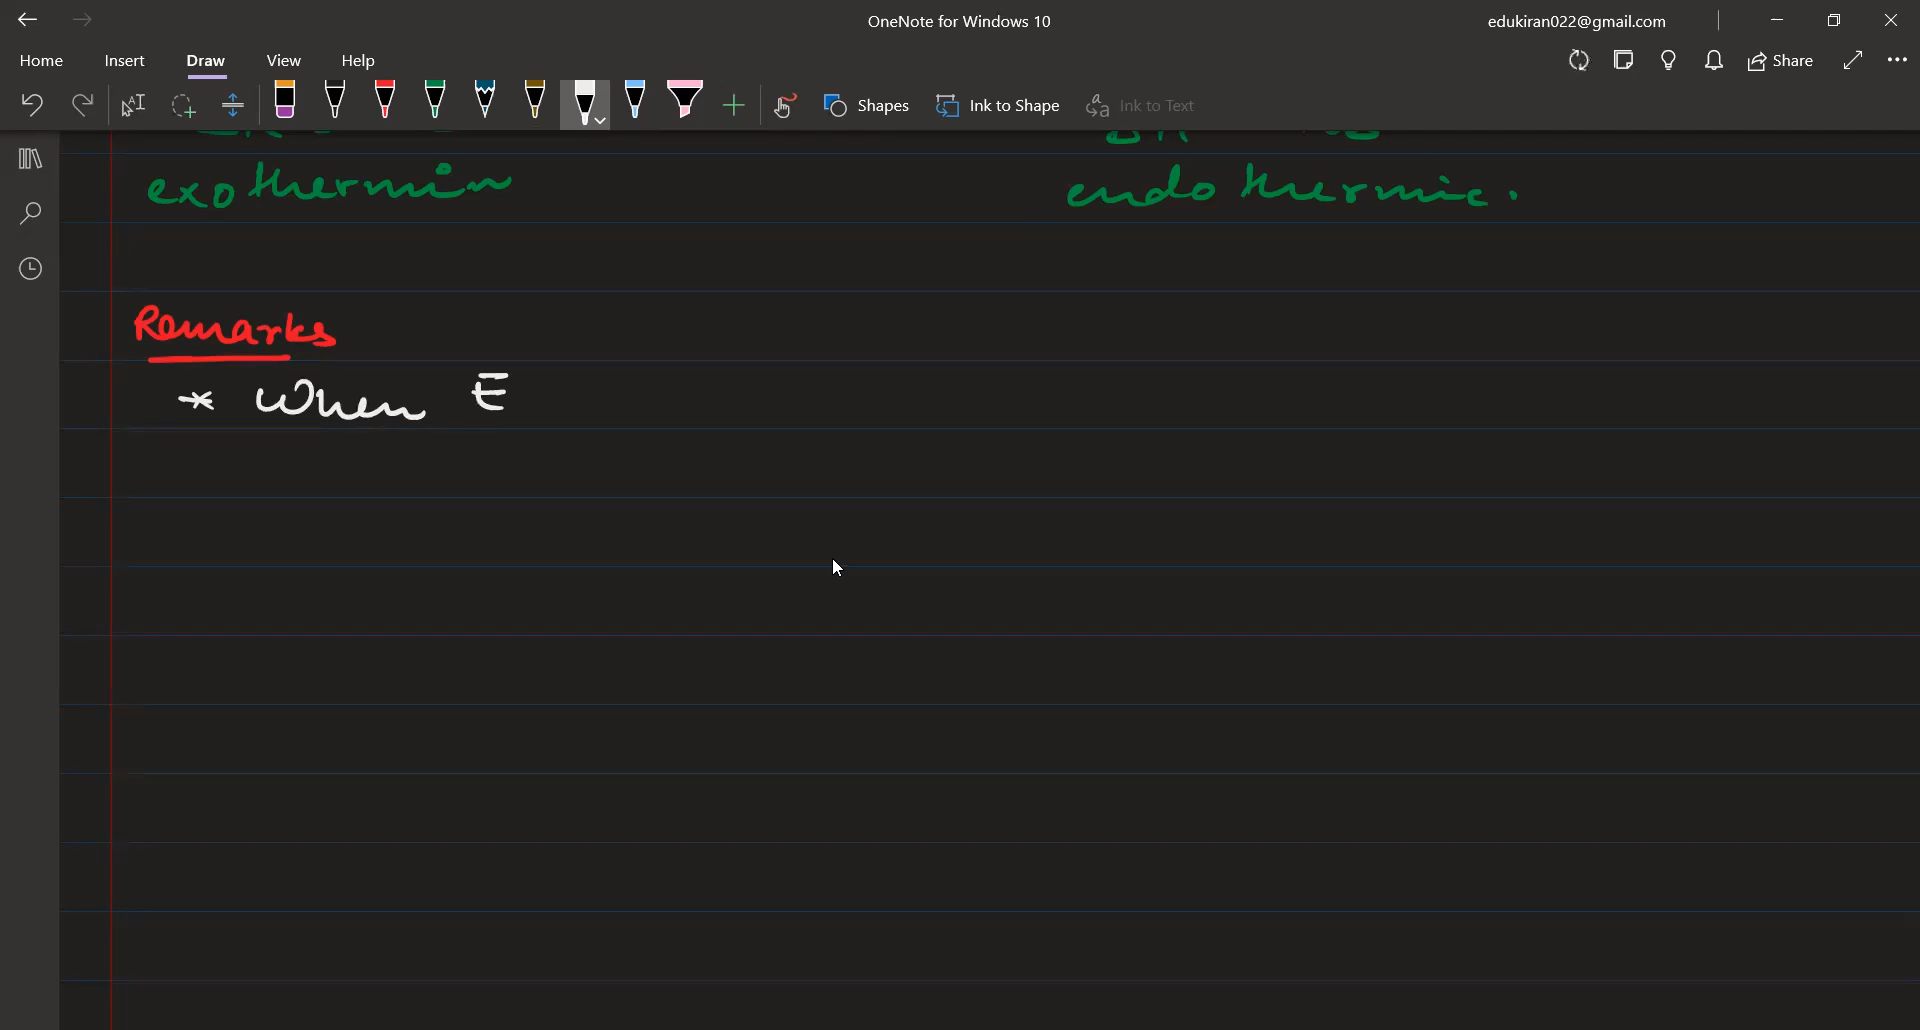 OneNote for Windows 10
edukiran022@gmail.com
Home Insert Draw View Help
Share
Shapes Ink to Shape Ink to Text
exothermin endothermic.
Remarks
* When E